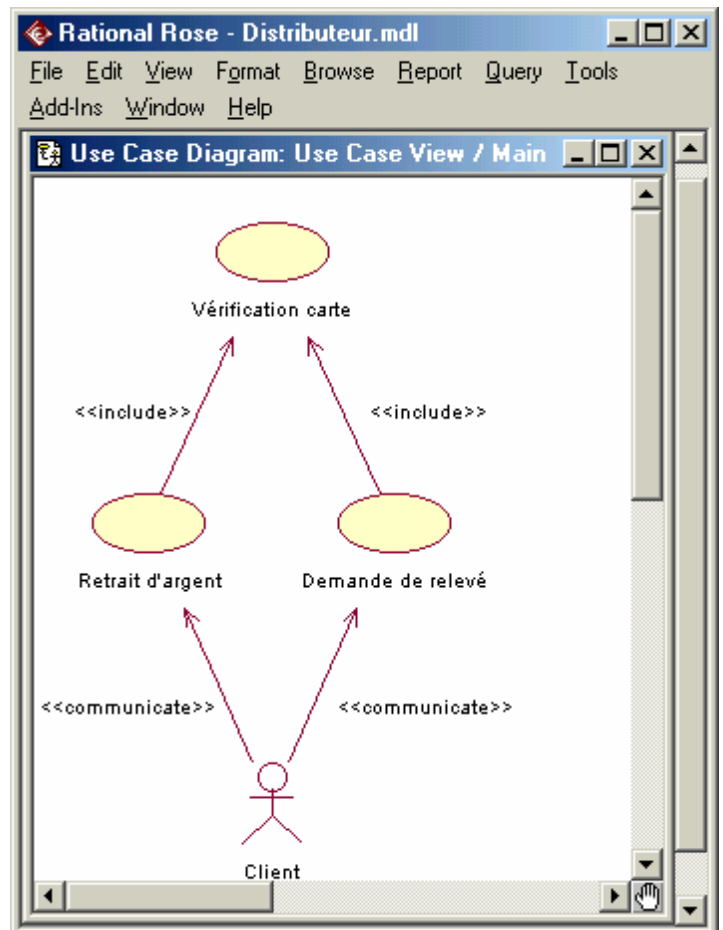 Rational Rose - Distributeur.mdl
File Edit View Format Browse Report Query Tools
Add-Ins Window Help
Use Case Diagram: Use Case View / Main
Vérification carte
<<include>> <<include>>
Retrait d'argent Demande de relevé
<<communicate>> <<communicate>>
Client